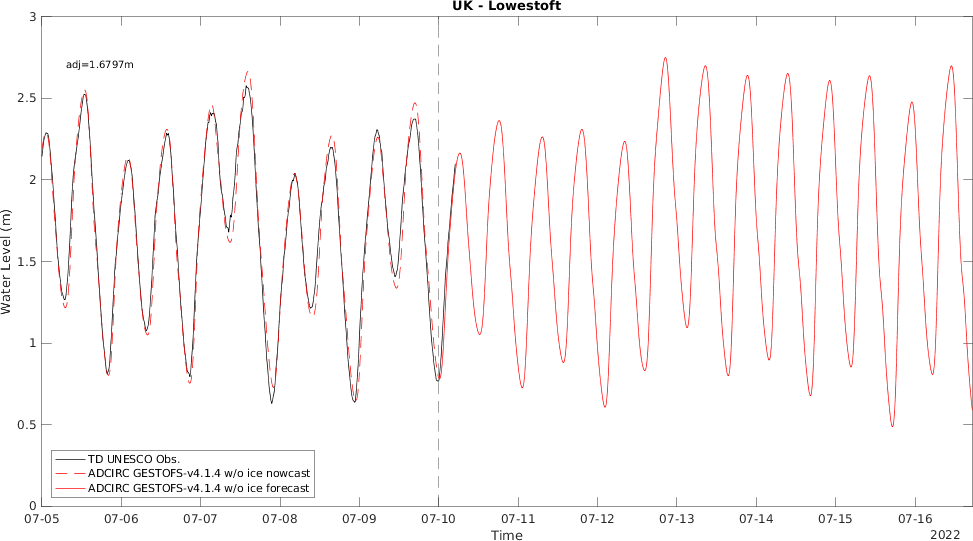 UK - Lowestoft
3
adj=1.6797m
2.5
2
1.5
1
0.5
0
Water Level (m)
TD UNESCO Obs.
ADCIRC GESTOFS-v4.1.4 w/o ice nowcast
ADCIRC GESTOFS-v4.1.4 w/o ice forecast
07-05 07-06 07-07 07-08 07-09 07-10 07-11 07-12 07-13 07-14 07-15 07-16
Time
2022